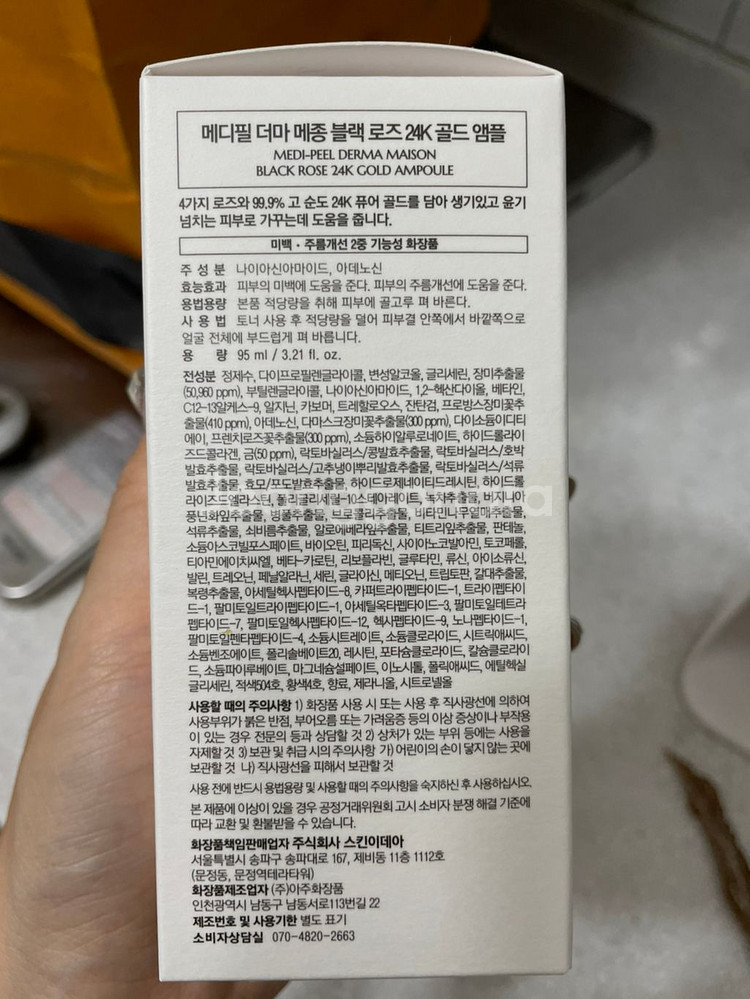 메디필 더마 메종 블랙 로즈 24K 골드 앰플
MEDI-PEEL DERMA MAISON
BLACK ROSE 24K GOLD AMPOULE
4가지 로즈와 99.9% 고 순도 24K 퓨어 골드를 담아 생기있고 윤기
넘치는 피부로 가꾸는데 도움을 줍니다.
미백 · 주름개선 2중 기능성 화장품
주 성 분 나이아신아마이드, 아데노신
효능효과 피부의 미백에 도움을 준다. 피부의 주름개선에 도움을 준다.
용법용량 본품 적당량을 취해 피부에 골고루 펴 바른다.
사 용 법 토너 사용 후 적당량을 덜어 피부결 안쪽에서 바깥쪽으로
얼굴 전체에 부드럽게 펴 바릅니다.
용 량 95 ml / 3.21 fl. oz.
전성분 정제수, 다이프로필렌글라이콜, 변성알코올, 글리세린, 장미추출물
(50,960 ppm), 부틸렌글라이콜, 나이아신아마이드, 1,2-헥산다이올, 베타인,
C12-13알케스-9, 알지닌, 카보머, 트레할로오스, 잔탄검, 프로방스장미꽃추
출물(410 ppm), 아데노신, 다마스크장미꽃추출물(300 ppm), 다이소듐이디티
에이, 프렌치로즈꽃추출물(300 ppm), 소듐하이알루로네이트, 하이드롤라이
즈드콜라겐, 금(50 ppm), 락토바실러스/콩발효추출물, 락토바실러스/호박
발효추출물, 락토바실러스/고추냉이뿌리발효추출물, 락토바실러스/석류
발효추출물, 효모/포도발효추출물, 하이드로제네이티드레시틴, 하이드롤
라이즈드엘라스틴, 폴리글리세릴-10스테아레이트, 녹차추출물, 버지니아
풍년화잎추출물, 병풀추출물, 브로콜리추출물, 비타민나무열매추출물,
석류추출물, 쇠비름추출물, 알로에베라잎추출물, 티트리잎추출물, 판테놀,
소듐아스코빌포스페이트, 바이오틴, 피리독신, 사이아노코발아민, 토코페롤,
티아민에이치씨엘, 베타-카로틴, 리보플라빈, 글루타민, 류신, 아이소류신,
발린, 트레오닌, 페닐알라닌, 세린, 글라이신, 메티오닌, 트립토판, 갈대추출물,
복령추출물, 아세틸헥사펩타이드-8, 카퍼트라이펩타이드-1, 트라이펩타이
드-1, 팔미토일트라이펩타이드-1, 아세틸옥타펩타이드-3, 팔미토일테트라
펩타이드-7, 팔미토일헥사펩타이드-12, 헥사펩타이드-9, 노나펩타이드-1,
팔미토일펜타펩타이드-4, 소듐시트레이트, 소듐클로라이드, 시트릭애씨드,
소듐벤조에이트, 폴리솔베이트20, 레시틴, 포타슘클로라이드, 칼슘클로라이
드, 소듐파이루베이트, 마그네슘설페이트, 이노시톨, 폴릭애씨드, 에틸헥실
글리세린, 적색504호, 황색4호, 향료, 제라니올, 시트로넬올
사용할 때의 주의사항 1) 화장품 사용 시 또는 사용 후 직사광선에 의하여
사용부위가 붉은 반점, 부어오름 또는 가려움증 등의 이상 증상이나 부작용
이 있는 경우 전문의 등과 상담할 것 2) 상처가 있는 부위 등에는 사용을
자제할 것 3) 보관 및 취급 시의 주의사항 가) 어린이의 손이 닿지 않는 곳에
보관할 것 나) 직사광선을 피해서 보관할 것
사용 전에 반드시 용법용량 및 사용할 때의 주의사항을 숙지하신 후 사용하십시오.
본 제품에 이상이 있을 경우 공정거래위원회 고시 소비자 분쟁 해결 기준에
따라 교환 및 환불받을 수 있습니다.
화장품책임판매업자 주식회사 스킨이데아
서울특별시 송파구 송파대로 167, 제비동 11층 1112호
(문정동, 문정역테라타워)
화장품제조업자 (주)아주화장품
인천광역시 남동구 남동서로113번길 22
제조번호 및 사용기한 별도 표기
소비자상담실 070-4820-2663